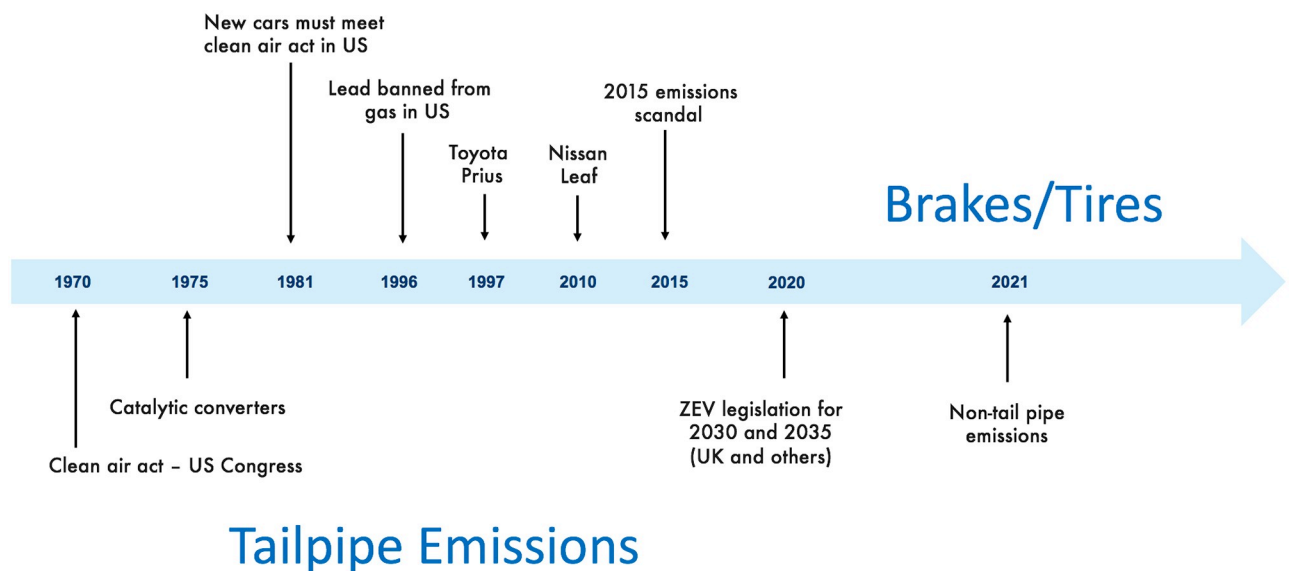 New cars must meet
clean air act in US
Lead banned from
gas in US
2015 emissions
scandal
Toyota
Prius
Nissan
Leaf
Brakes/Tires
1970 1975 1981 1996 1997 2010 2015 2020 2021
Catalytic converters
Clean air act – US Congress
ZEV legislation for
2030 and 2035
(UK and others)
Non-tail pipe
emissions
Tailpipe Emissions